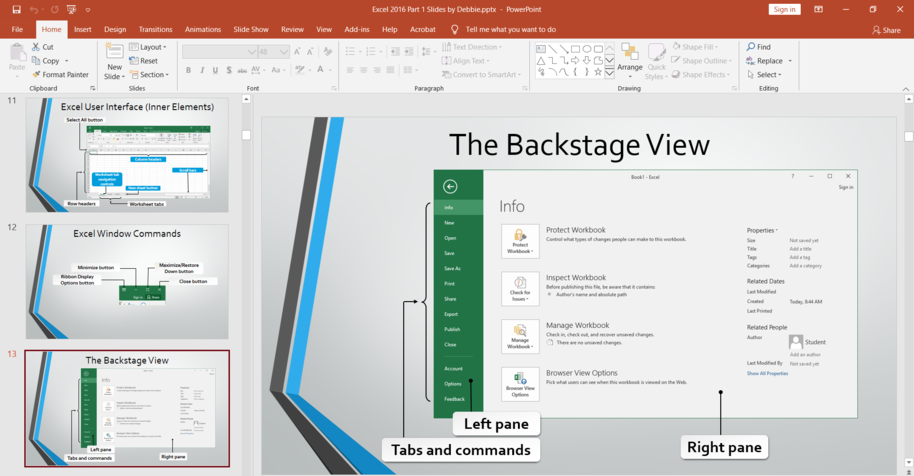 Excel 2016 Part 1 Slides by Debbie.pptx - PowerPoint
Sign in
File Home Insert Design Transitions Animations Slide Show Review View Add-ins Help Acrobat Tell me what you want to do
Share
Paste
Cut
Copy
Format Painter
Clipboard
New
Slide
Layout
Reset
Section
Slides
48
B I U S abc AV Aa A
Font
Text Direction
Align Text
Convert to SmartArt
Paragraph
Arrange
Quick
Styles
Shape Fill
Shape Outline
Shape Effects
Drawing
Find
Replace
Select
Editing
11
Excel User Interface (Inner Elements)
Select All button
Column headers
Scroll bars
Worksheet tab
navigation
controls
New sheet button
Row headers
Worksheet tabs
12
Excel Window Commands
Minimize button
Maximize/Restore
Down button
Ribbon Display
Options button
Close button
Sign in
Share
13
The Backstage View
Info
Left pane
Tabs and commands
Right pane
The Backstage View
Book1 - Excel
?
Sign in
Info
New
Open
Save
Save As
Print
Share
Export
Publish
Close
Account
Options
Feedback
Info
Protect
Workbook
Protect Workbook
Control what types of changes people can make to this workbook.
Check for
Issues
Inspect Workbook
Before publishing this file, be aware that it contains:
Author's name and absolute path
Manage
Workbook
Manage Workbook
Check in, check out, and recover unsaved changes.
There are no unsaved changes.
Browser View
Options
Browser View Options
Pick what users can see when this workbook is viewed on the Web.
Properties
Size Not saved yet
Title Add a title
Tags Add a tag
Categories Add a category
Related Dates
Last Modified
Created Today, 8:44 AM
Last Printed
Related People
Author Student
Add an author
Last Modified By Not saved yet
Show All Properties
Left pane
Tabs and commands
Right pane